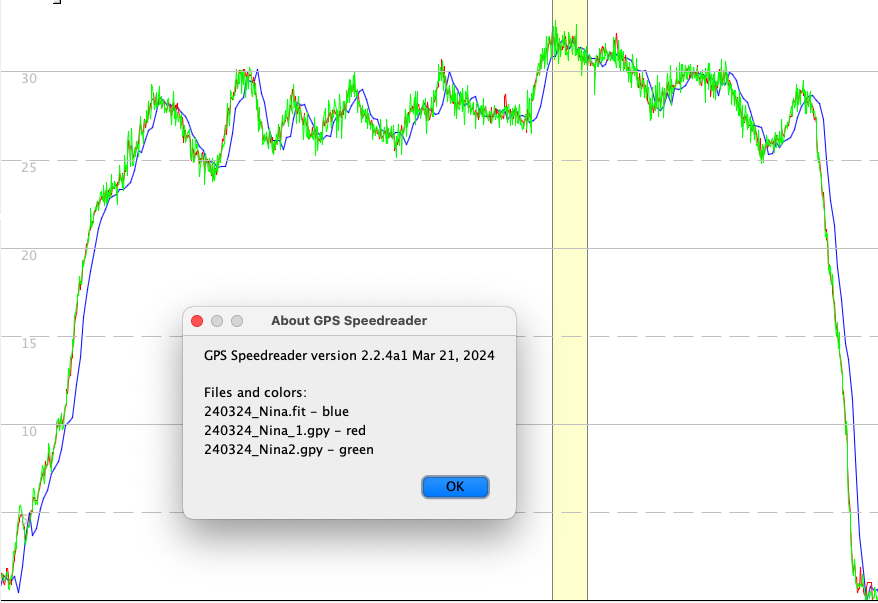 30
25
20
15
10
About GPS Speedreader
GPS Speedreader version 2.2.4a1 Mar 21, 2024
Files and colors:
240324_Nina.fit – blue
240324_Nina_1.gpy – red
240324_Nina2.gpy – green
OK